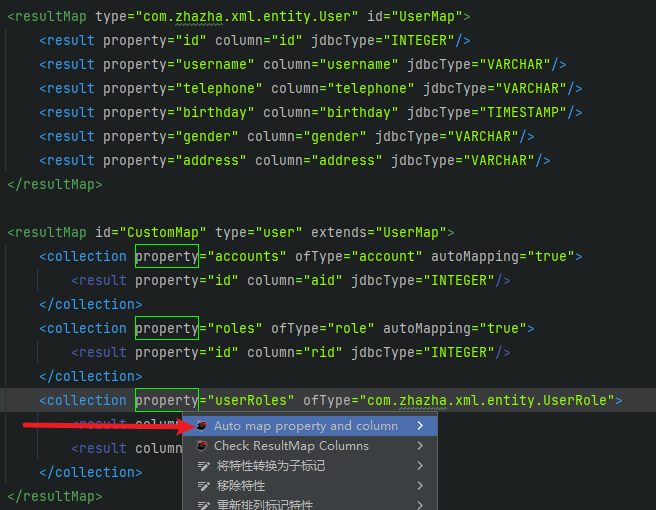 <resultMap type="com.zhazha.xml.entity.User" id="UserMap">
<result property="id" column="id" jdbcType="INTEGER"/>
<result property="username" column="username" jdbcType="VARCHAR"/>
<result property="telephone" column="telephone" jdbcType="VARCHAR"/>
<result property="birthday" column="birthday" jdbcType="TIMESTAMP"/>
<result property="gender" column="gender" jdbcType="VARCHAR"/>
<result property="address" column="address" jdbcType="VARCHAR"/>
</resultMap>
<resultMap id="CustomMap" type="user" extends="UserMap">
<collection property="accounts" ofType="account" autoMapping="true">
<result property="id" column="aid" jdbcType="INTEGER"/>
</collection>
<collection property="roles" ofType="role" autoMapping="true">
<result property="id" column="rid" jdbcType="INTEGER"/>
</collection>
<collection property="userRoles" ofType="com.zhazha.xml.entity.UserRole">
<result colum
Auto map property and column
<result colum
Check ResultMap Columns
</collection>
将特性转换为子标记
移除特性
</resultMap>
重新排列标记特性